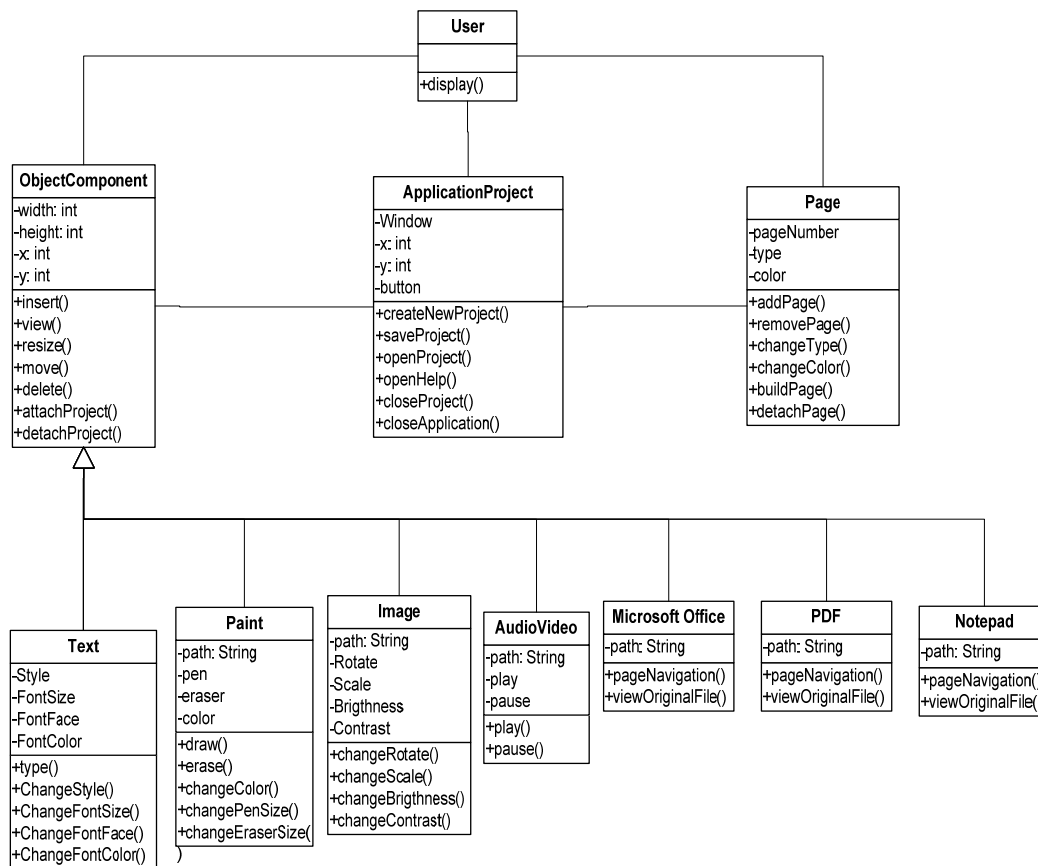 User
+display()
ObjectComponent
-width: int
-height: int
-x: int
-y: int
+insert()
+view()
+resize()
+move()
+delete()
+attachProject()
+detachProject()
ApplicationProject
-Window
-x: int
-y: int
-button
+createNewProject()
+saveProject()
+openProject()
+openHelp()
+closeProject()
+closeApplication()
Page
-pageNumber
-type
-color
+addPage()
+removePage()
+changeType()
+changeColor()
+buildPage()
+detachPage()
Text
-Style
-FontSize
-FontFace
-FontColor
+type()
+ChangeStyle()
+ChangeFontSize()
+ChangeFontFace()
+ChangeFontColor()
Paint
-path: String
-pen
-eraser
-color
+draw()
+erase()
+changeColor()
+changePenSize()
+changeEraserSize(
)
Image
-path: String
-Rotate
-Scale
-Brigthness
-Contrast
+changeRotate()
+changeScale()
+changeBrigthness()
+changeContrast()
AudioVideo
-path: String
-play
-pause
+play()
+pause()
Microsoft Office
-path: String
+pageNavigation()
+viewOriginalFile()
PDF
-path: String
+pageNavigation()
+viewOriginalFile()
Notepad
-path: String
+pageNavigation()
+viewOriginalFile()